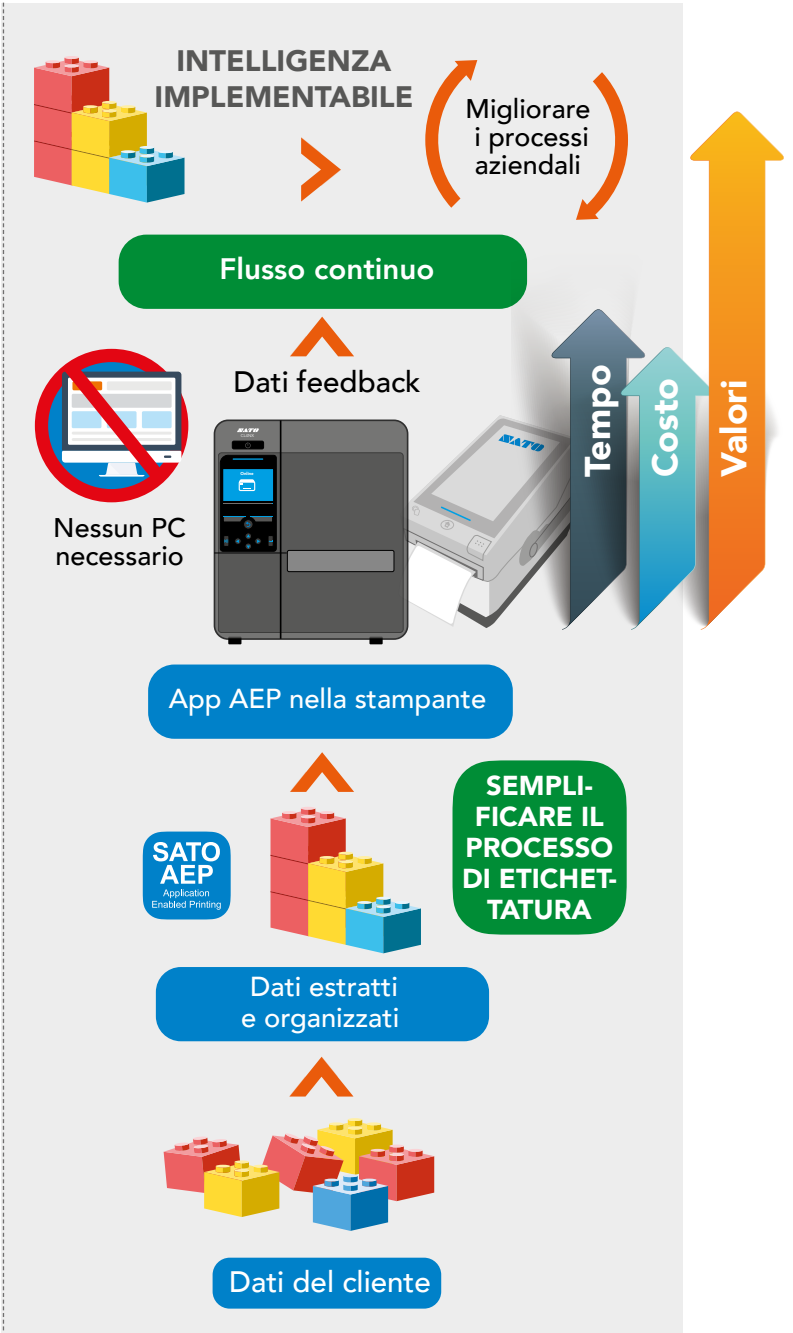 INTELLIGENZA
IMPLEMENTABILE
Migliorare
i processi
aziendali
Flusso continuo
Dati feedback
Nessun PC
necessario
SATO
Online
SATO
Tempo
Costo
Valori
App AEP nella stampante
SATO
AEP
Application
Enabled Printing
SEMPLI-
FICARE IL
PROCESSO
DI ETICHET-
TATURA
Dati estratti
e organizzati
Dati del cliente